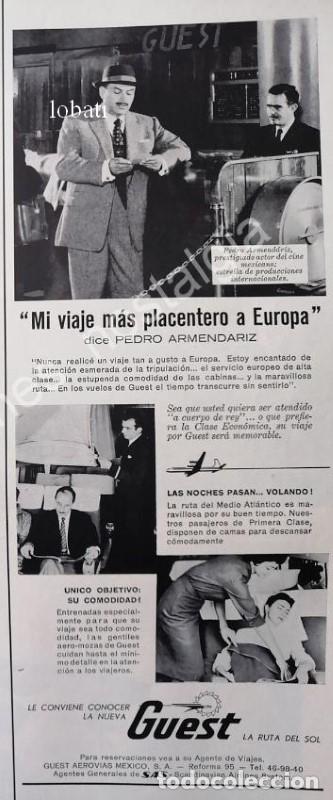 GUEST
lobati
Pedro Armendáriz,
prestigiado actor del cine
mexicano;
estrella de producciones
internacionales.
"Mi viaje más placentero a Europa"
dice PEDRO ARMENDARIZ
"Nunca realicé un viaje tan a gusto a Europa. Estoy encantado de
la atención esmerada de la tripulación... el servicio europeo de alta
clase... la estupenda comodidad de las cabinas... y la maravillosa
ruta... En los vuelos de Guest el tiempo transcurre sin sentirlo".
Sea que usted quiera ser atendido
"a cuerpo de rey"... o que prefie-
ra la Clase Económica, su viaje
por Guest será memorable.
LAS NOCHES PASAN... VOLANDO!
La ruta del Medio Atlántico es ma-
ravillosa por su buen tiempo. Nues-
tros pasajeros de Primera Clase,
disponen de camas para descansar
cómodamente
UNICO OBJETIVO:
SU COMODIDAD!
Entrenadas especial-
mente para que su
viaje sea todo como-
didad, las gentiles
aero-mozas de Guest
cuidan hasta el míni-
mo detalle en la aten-
ción a los viajeros.
LE CONVIENE CONOCER
LA NUEVA
Guest
LA RUTA DEL SOL
Para reservaciones vea a su Agente de Viajes,
GUEST AEROVIAS MEXICO, S. A. — Reforma 95 — Tel. 46-98-40
Agentes Generales de SAS - Scandinavian Airlines System
todocoleccion